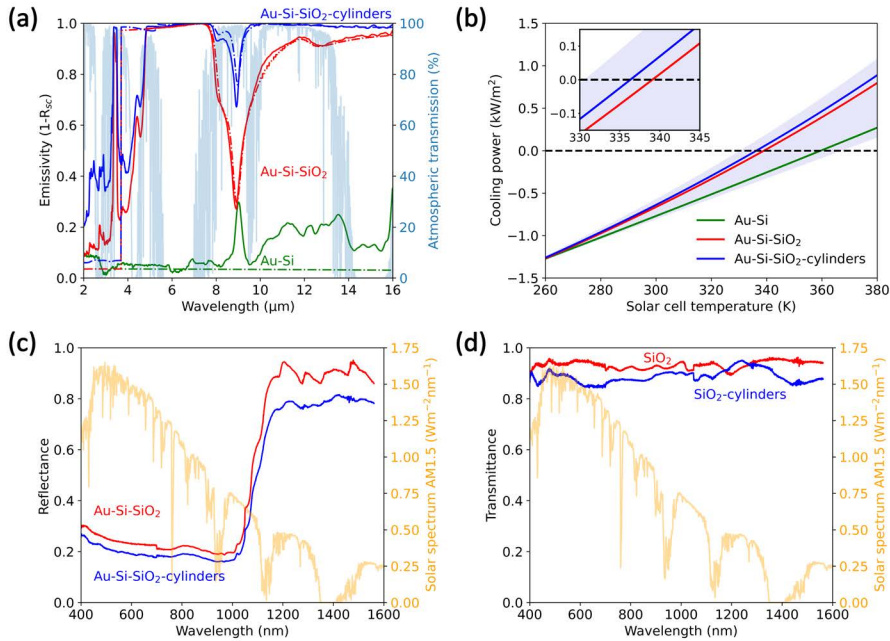 (a)
Au-Si-SiO₂-cylinders
1.0
0.8
0.6
0.4
0.2
0.0
Emissivity (1-Rsc)
100
80
60
40
20
0
Atmospheric transmission (%)
Au-Si-SiO₂
Au-Si
2 4 6 8 10 12 14 16
Wavelength (μm)
(b)
1.5
1.0
0.5
0.0
−0.5
−1.0
−1.5
Cooling power (kW/m²)
0.1
0.0
−0.1
330 335 340 345
Au-Si
Au-Si-SiO₂
Au-Si-SiO₂-cylinders
260 280 300 320 340 360 380
Solar cell temperature (K)
(c)
1.0
0.8
0.6
0.4
0.2
0.0
Reflectance
1.75
1.50
1.25
1.00
0.75
0.50
0.25
0.00
Solar spectrum AM1.5 (Wm⁻²nm⁻¹)
Au-Si-SiO₂
Au-Si-SiO₂-cylinders
400 600 800 1000 1200 1400 1600
Wavelength (nm)
(d)
1.0
0.8
0.6
0.4
0.2
0.0
Transmittance
SiO₂
SiO₂-cylinders
1.75
1.50
1.25
1.00
0.75
0.50
0.25
0.00
Solar spectrum AM1.5 (Wm⁻²nm⁻¹)
400 600 800 1000 1200 1400 1600
Wavelength (nm)